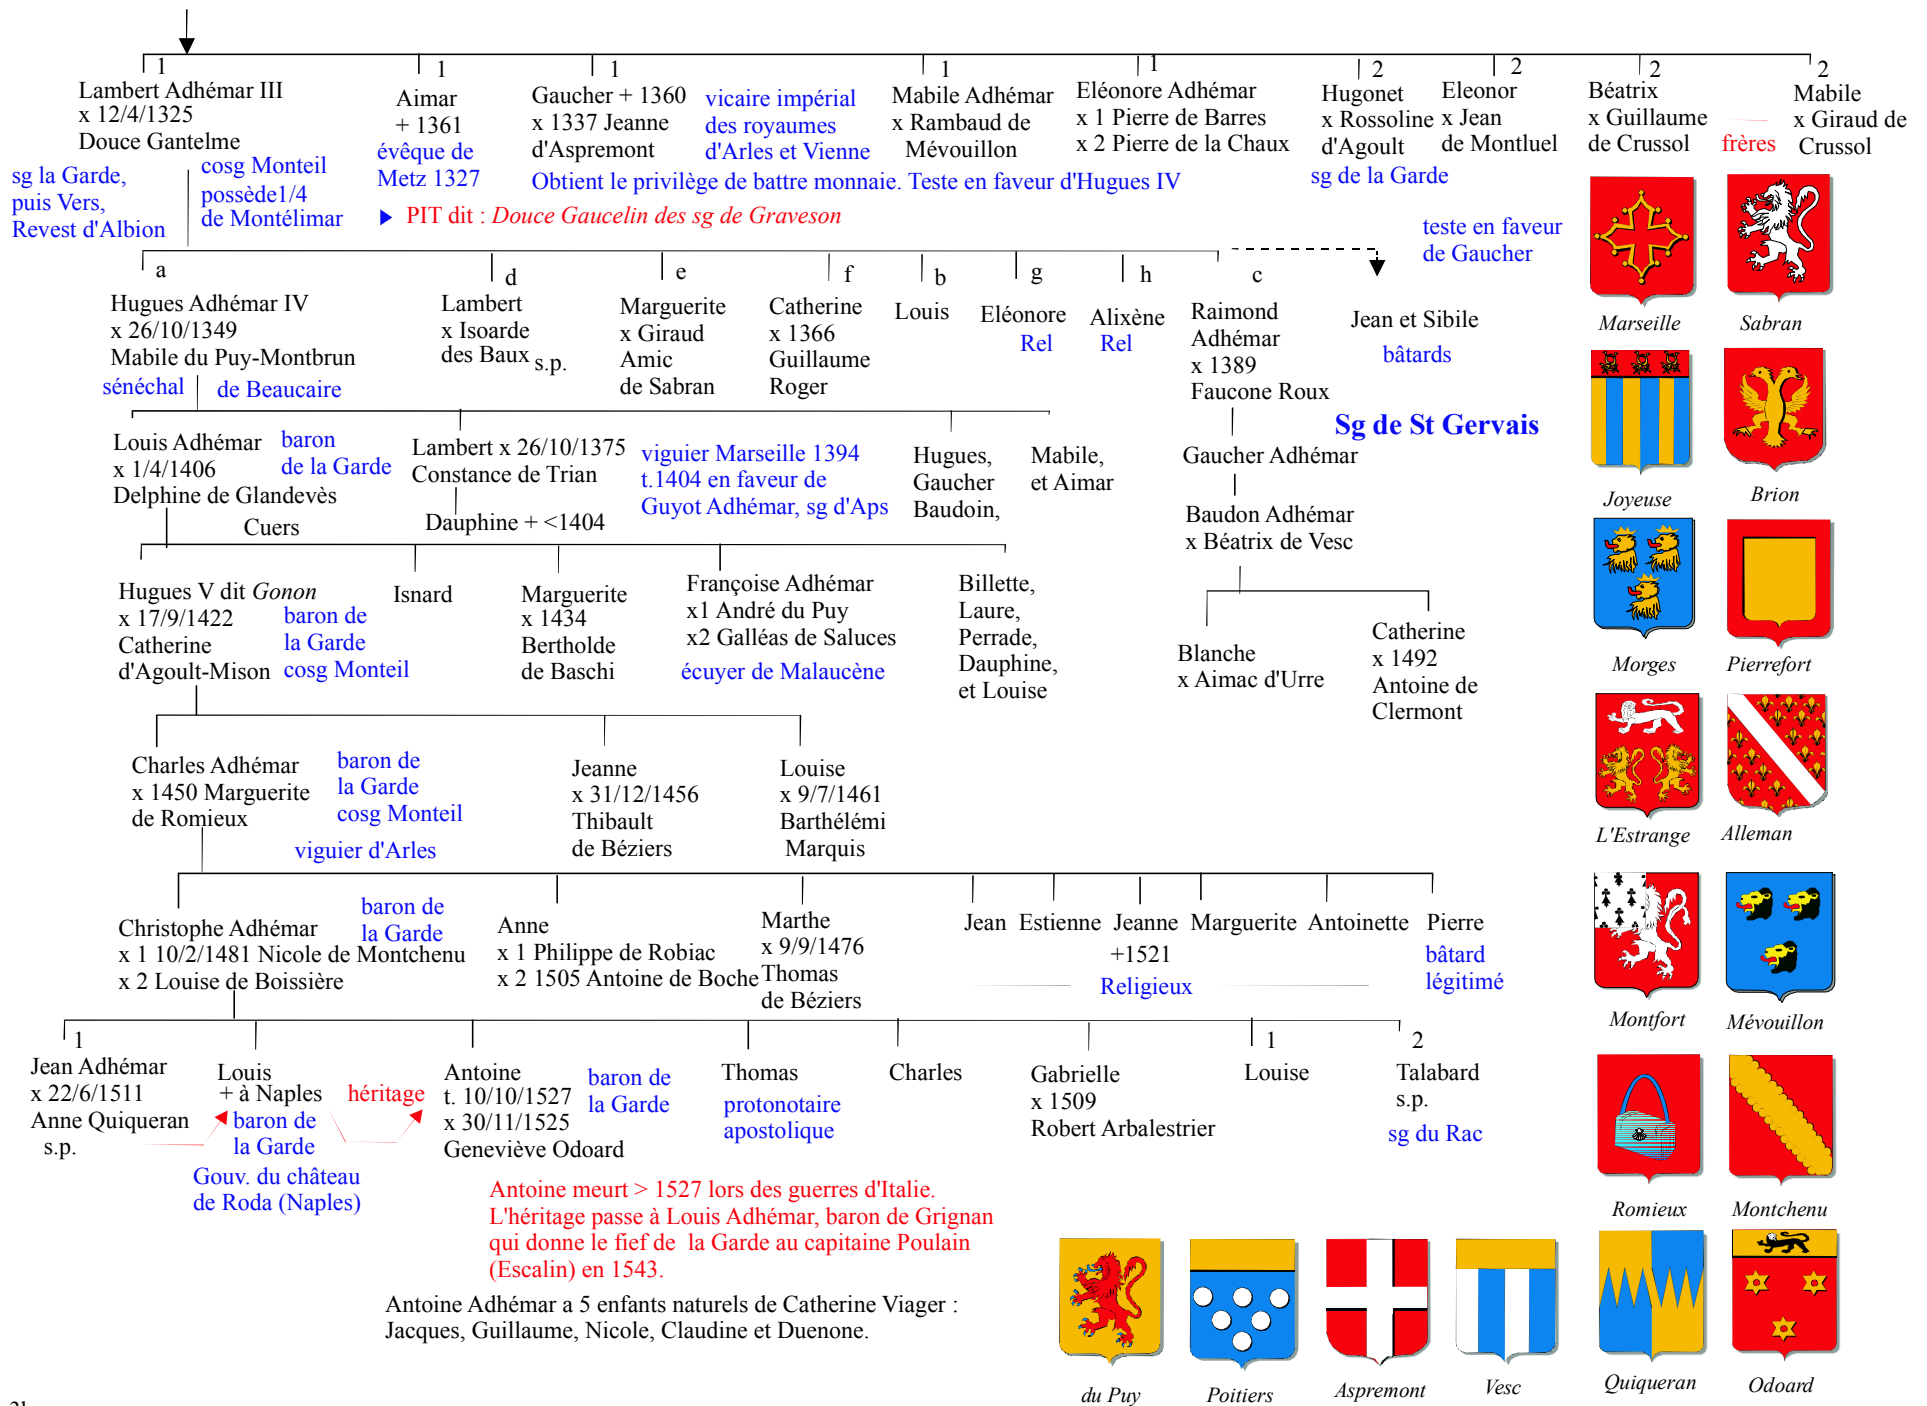 1
1
1
1
1
2
2
2
2
Lambert Adhémar III
x 12/4/1325
Douce Gantelme
sg la Garde,
puis Vers,
Revest d'Albion
cosg Monteil
possède1/4
de Montélimar
Aimar
+ 1361
évêque de
Metz 1327
Gaucher + 1360
x 1337 Jeanne
d'Aspremont
vicaire impérial
des royaumes
d'Arles et Vienne
Obtient le privilège de battre monnaie. Teste en faveur d'Hugues IV
PIT dit : Douce Gaucelin des sg de Graveson
Mabile Adhémar
x Rambaud de
Mévouillon
Eléonore Adhémar
x 1 Pierre de Barres
x 2 Pierre de la Chaux
Hugonet
x Rossoline
d'Agoult
sg de la Garde
Eleonor
x Jean
de Montluel
teste en faveur
de Gaucher
Béatrix
x Guillaume
de Crussol
frères
Mabile
x Giraud de
Crussol
a
d
e
f
b
g
h
c
Hugues Adhémar IV
x 26/10/1349
Mabile du Puy-Montbrun
sénéchal
de Beaucaire
Lambert
x Isoarde
des Baux
s.p.
Marguerite
x Giraud
Amic
de Sabran
Catherine
x 1366
Guillaume
Roger
Louis
Eléonore
Rel
Alixène
Rel
Raimond
Adhémar
x 1389
Faucone Roux
Jean et Sibile
bâtards
Sg de St Gervais
Louis Adhémar
x 1/4/1406
Delphine de Glandevès
baron
de la Garde
Cuers
Lambert x 26/10/1375
Constance de Trian
Dauphine + <1404
viguier Marseille 1394
t.1404 en faveur de
Guyot Adhémar, sg d'Aps
Hugues,
Gaucher
Baudoin,
Mabile,
et Aimar
Gaucher Adhémar
Baudon Adhémar
x Béatrix de Vesc
Hugues V dit Gonon
x 17/9/1422
Catherine
d'Agoult-Mison
baron de
la Garde
cosg Monteil
Isnard
Marguerite
x 1434
Bertholde
de Baschi
Françoise Adhémar
x1 André du Puy
x2 Galléas de Saluces
écuyer de Malaucène
Billette,
Laure,
Perrade,
Dauphine,
et Louise
Blanche
x Aimac d'Urre
Catherine
x 1492
Antoine de
Clermont
Charles Adhémar
x 1450 Marguerite
de Romieux
baron de
la Garde
cosg Monteil
viguier d'Arles
Jeanne
x 31/12/1456
Thibault
de Béziers
Louise
x 9/7/1461
Barthélémi
Marquis
Christophe Adhémar
x 1 10/2/1481 Nicole de Montchenu
x 2 Louise de Boissière
baron de
la Garde
Anne
x 1 Philippe de Robiac
x 2 1505 Antoine de Boche
Marthe
x 9/9/1476
Thomas
de Béziers
Jean
Estienne
Jeanne
+1521
Marguerite
Antoinette
Religieux
Pierre
bâtard
légitimé
1
1
2
Jean Adhémar
x 22/6/1511
Anne Quiqueran
s.p.
Louis
+ à Naples
baron de
la Garde
Gouv. du château
de Roda (Naples)
héritage
Antoine
t. 10/10/1527
x 30/11/1525
Geneviève Odoard
baron de
la Garde
Thomas
protonotaire
apostolique
Charles
Gabrielle
x 1509
Robert Arbalestrier
Louise
Talabard
s.p.
sg du Rac
Antoine meurt > 1527 lors des guerres d'Italie.
L'héritage passe à Louis Adhémar, baron de Grignan
qui donne le fief de la Garde au capitaine Poulain
(Escalin) en 1543.
Antoine Adhémar a 5 enfants naturels de Catherine Viager :
Jacques, Guillaume, Nicole, Claudine et Duenone.
Marseille
Sabran
Joyeuse
Brion
Morges
Pierrefort
L'Estrange
Alleman
Montfort
Mévouillon
Romieux
Montchenu
du Puy
Poitiers
Aspremont
Vesc
Quiqueran
Odoard